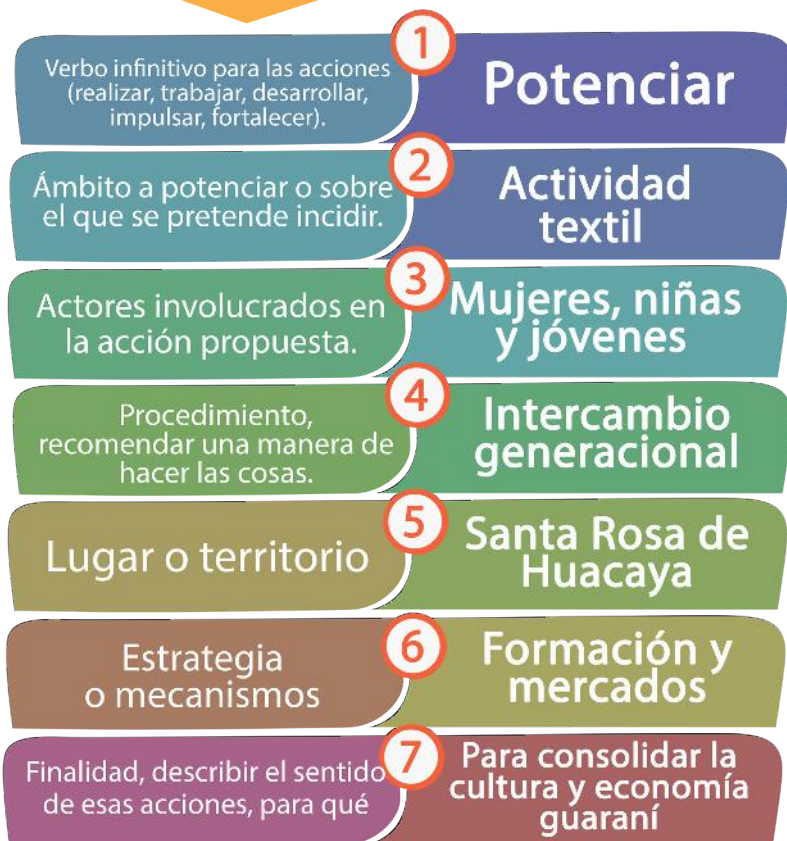 1
Verbo infinitivo para las acciones
(realizar, trabajar, desarrollar,
impulsar, fortalecer).
Potenciar
2
Ámbito a potenciar o sobre
el que se pretende incidir.
Actividad
textil
3
Actores involucrados en
la acción propuesta.
Mujeres, niñas
y jóvenes
4
Procedimiento,
recomendar una manera de
hacer las cosas.
Intercambio
generacional
5
Lugar o territorio
Santa Rosa de
Huacaya
6
Estrategia
o mecanismos
Formación y
mercados
7
Finalidad, describir el sentido
de esas acciones, para qué
Para consolidar la
cultura y economía
guaraní